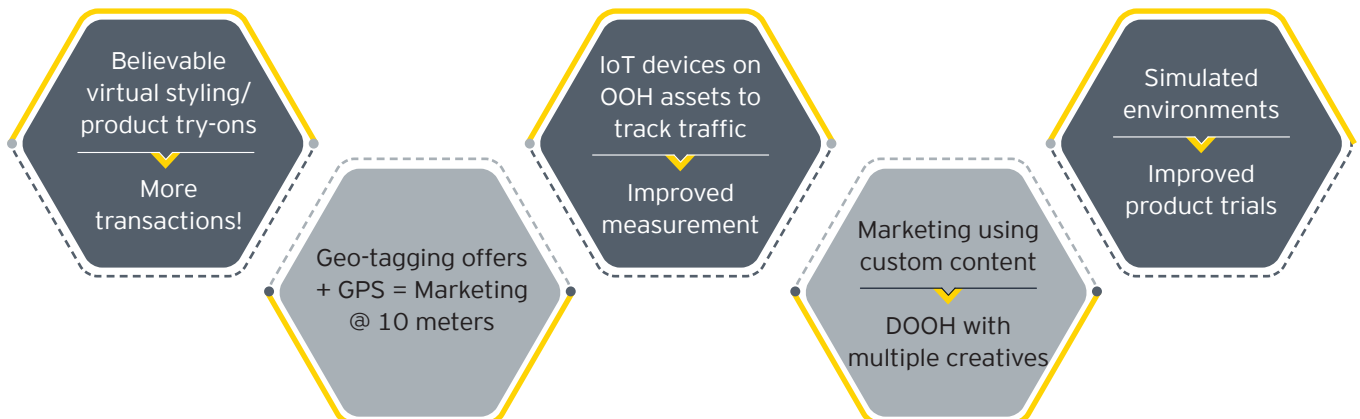 Believable
virtual styling/
product try-ons
More
transactions!
Geo-tagging offers
+ GPS = Marketing
@ 10 meters
IoT devices on
OOH assets to
track traffic
Improved
measurement
Marketing using
custom content
DOOH with
multiple creatives
Simulated
environments
Improved
product trials